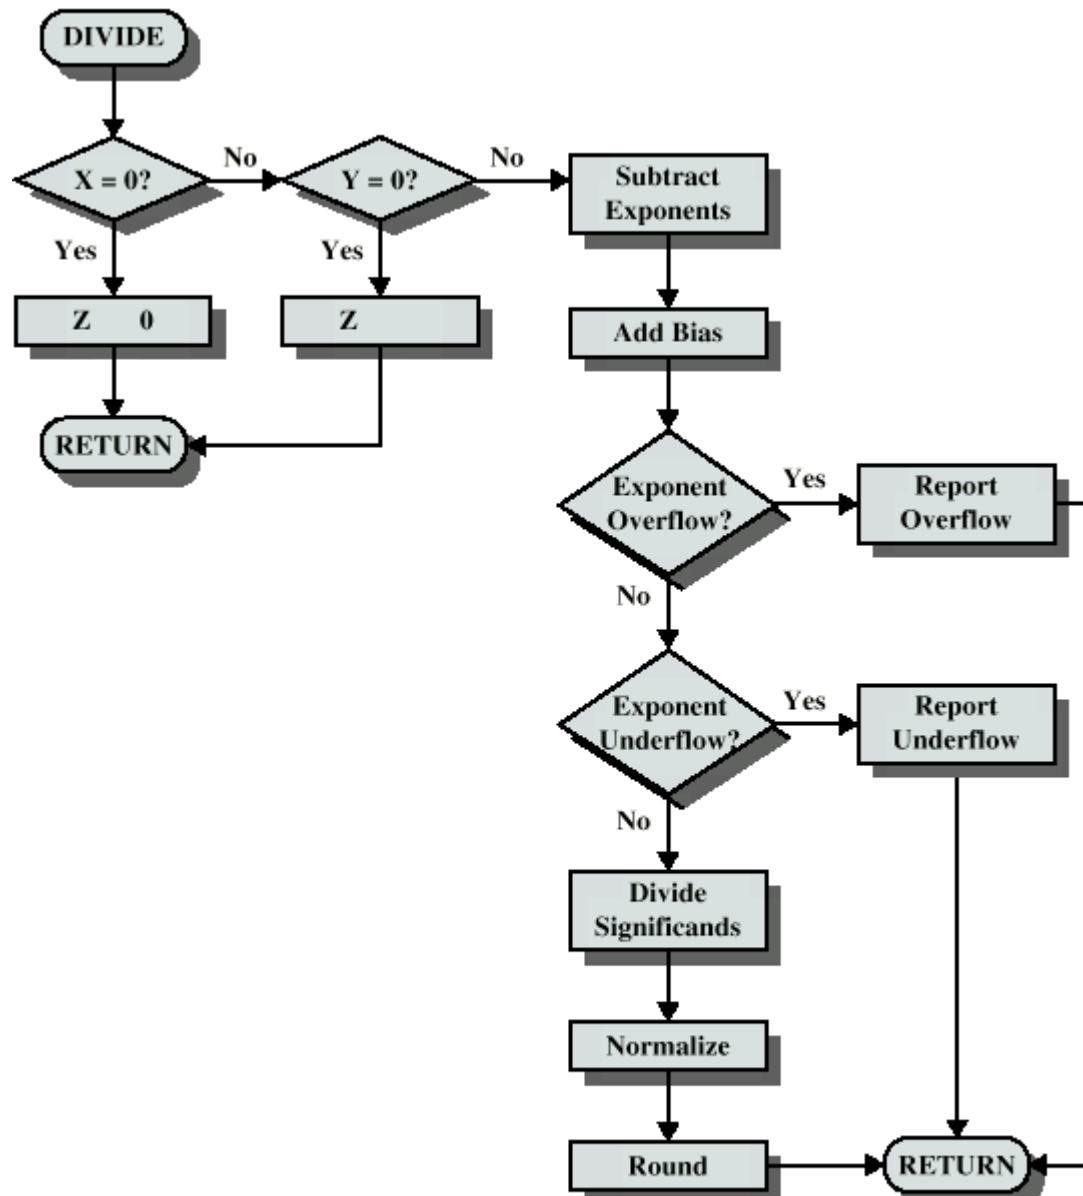 DIVIDE
X = 0?
No
Y = 0?
No
Subtract
Exponents
Yes
Yes
Z 0
Z
Add Bias
RETURN
Exponent
Overflow?
Yes
Report
Overflow
No
Exponent
Underflow?
Yes
Report
Underflow
No
Divide
Significands
Normalize
Round
RETURN